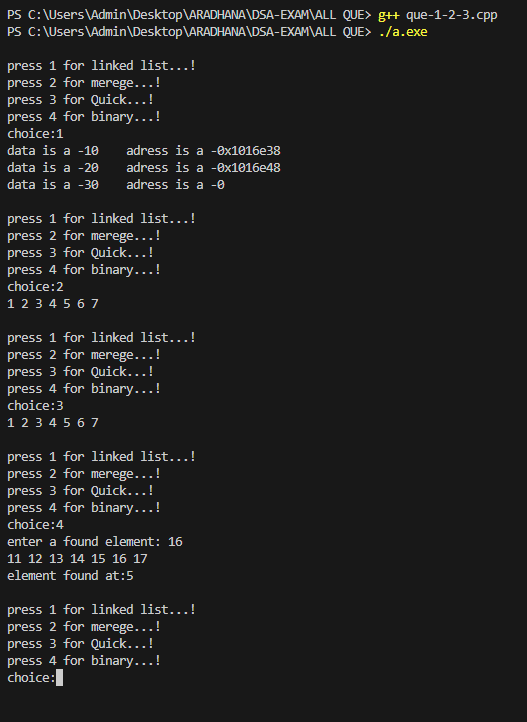 PS C:\Users\Admin\Desktop\ARADHANA\DSA-EXAM\ALL QUE> g++ que-1-2-3.cpp
PS C:\Users\Admin\Desktop\ARADHANA\DSA-EXAM\ALL QUE> ./a.exe
press 1 for linked list...!
press 2 for merege...!
press 3 for Quick...!
press 4 for binary...!
choice:1
data is a -10    adress is a -0x1016e38
data is a -20    adress is a -0x1016e48
data is a -30    adress is a -0
press 1 for linked list...!
press 2 for merege...!
press 3 for Quick...!
press 4 for binary...!
choice:2
1 2 3 4 5 6 7
press 1 for linked list...!
press 2 for merege...!
press 3 for Quick...!
press 4 for binary...!
choice:3
1 2 3 4 5 6 7
press 1 for linked list...!
press 2 for merege...!
press 3 for Quick...!
press 4 for binary...!
choice:4
enter a found element: 16
11 12 13 14 15 16 17
element found at:5
press 1 for linked list...!
press 2 for merege...!
press 3 for Quick...!
press 4 for binary...!
choice: